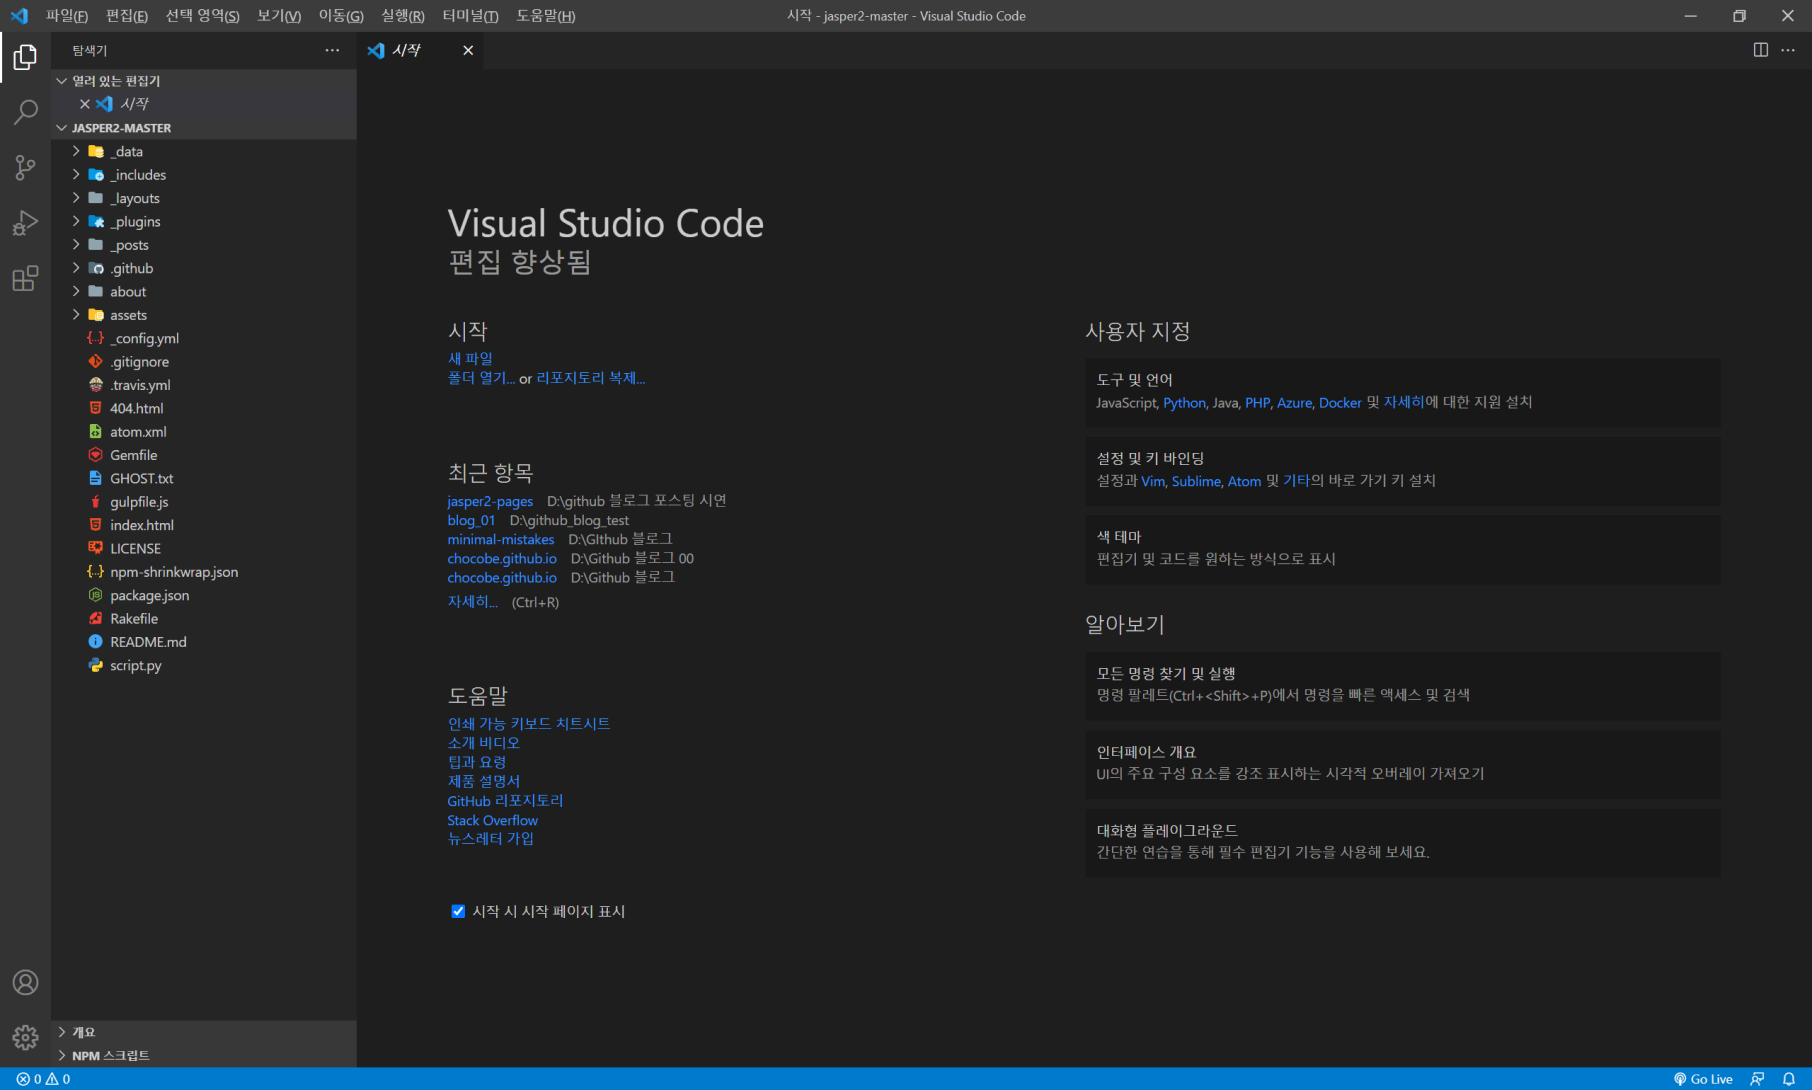 파일(F) 편집(E) 선택 영역(S) 보기(V) 이동(G) 실행(R) 터미널(T) 도움말(H) 시작 - jasper2-master - Visual Studio Code
탐색기
시작
열려 있는 편집기
시작
JASPER2-MASTER
_data
_includes
_layouts
_plugins
_posts
.github
about
assets
_config.yml
.gitignore
.travis.yml
404.html
atom.xml
Gemfile
GHOST.txt
gulpfile.js
index.html
LICENSE
npm-shrinkwrap.json
package.json
Rakefile
README.md
script.py
개요
NPM 스크립트
Visual Studio Code
편집 향상됨
시작
새 파일
폴더 열기... or 리포지토리 복제...
최근 항목
jasper2-pages D:\github 블로그 포스팅 시연
blog_01 D:\github_blog_test
minimal-mistakes D:\GIthub 블로그
chocobe.github.io D:\Github 블로그 00
chocobe.github.io D:\Github 블로그
자세히... (Ctrl+R)
도움말
인쇄 가능 키보드 치트시트
소개 비디오
팁과 요령
제품 설명서
GitHub 리포지토리
Stack Overflow
뉴스레터 가입
시작 시 시작 페이지 표시
사용자 지정
도구 및 언어
JavaScript, Python, Java, PHP, Azure, Docker 및 자세히에 대한 지원 설치
설정 및 키 바인딩
설정과 Vim, Sublime, Atom 및 기타의 바로 가기 키 설치
색 테마
편집기 및 코드를 원하는 방식으로 표시
알아보기
모든 명령 찾기 및 실행
명령 팔레트(Ctrl+<Shift>+P)에서 명령을 빠른 액세스 및 검색
인터페이스 개요
UI의 주요 구성 요소를 강조 표시하는 시각적 오버레이 가져오기
대화형 플레이그라운드
간단한 연습을 통해 필수 편집기 기능을 사용해 보세요.
0 0 Go Live